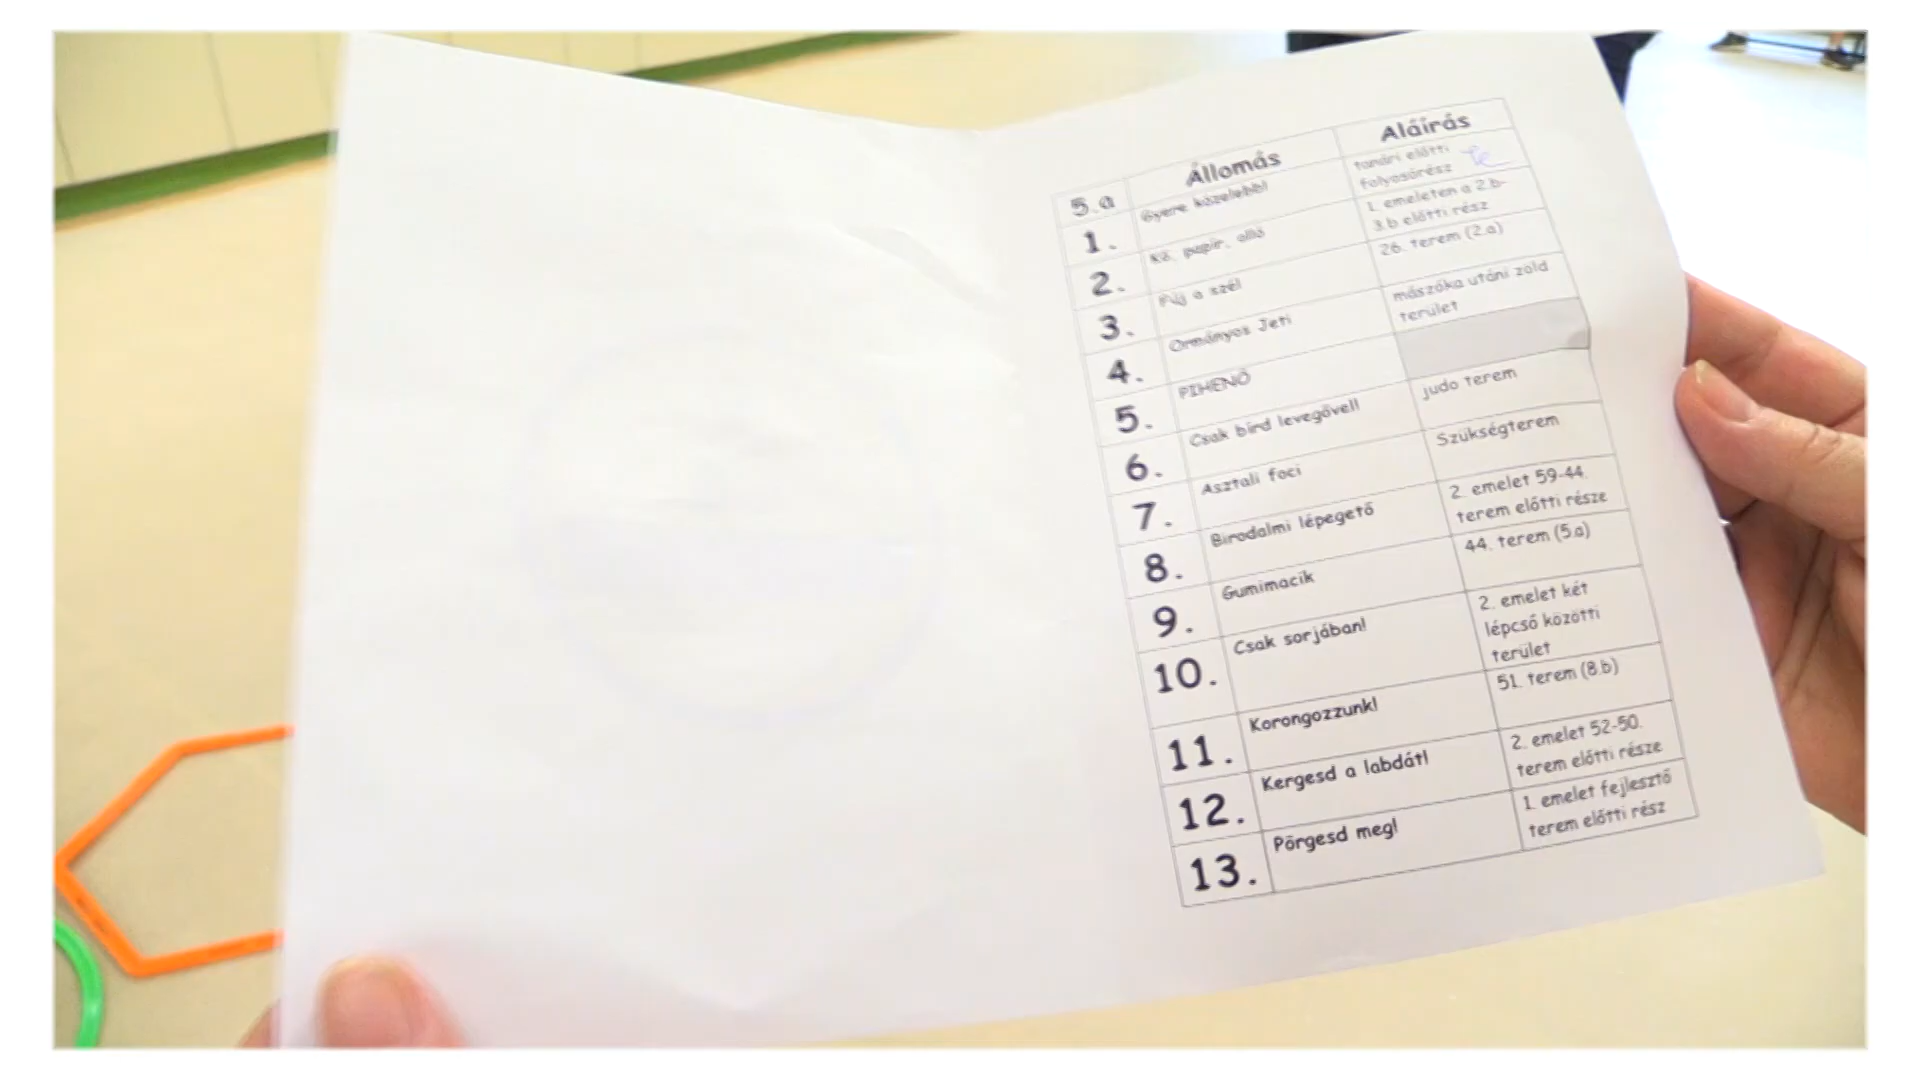 5.a Állomás Aláírás
1. Gyere közelebb! tanári előtti
folyosórész
2. Kő, papír, olló 1. emeleten a 2.b-
3.b előtti rész
3. Fúj a szél 26. terem (2.a)
4. Ormányos Jeti mászóka utáni zöld
terület
5. PIHENŐ
6. Csak bírd levegővel! judo terem
7. Asztali foci Szükségterem
8. Birodalmi lépegető 2. emelet 59-44.
terem előtti része
9. Gumimacik 44. terem (5.a)
10. Csak sorjában! 2. emelet két
lépcső közötti
terület
11. Korongozzunk! 51. terem (8.b)
12. Kergesd a labdát! 2. emelet 52-50.
terem előtti része
13. Pörgesd meg! 1. emelet fejlesztő
terem előtti rész